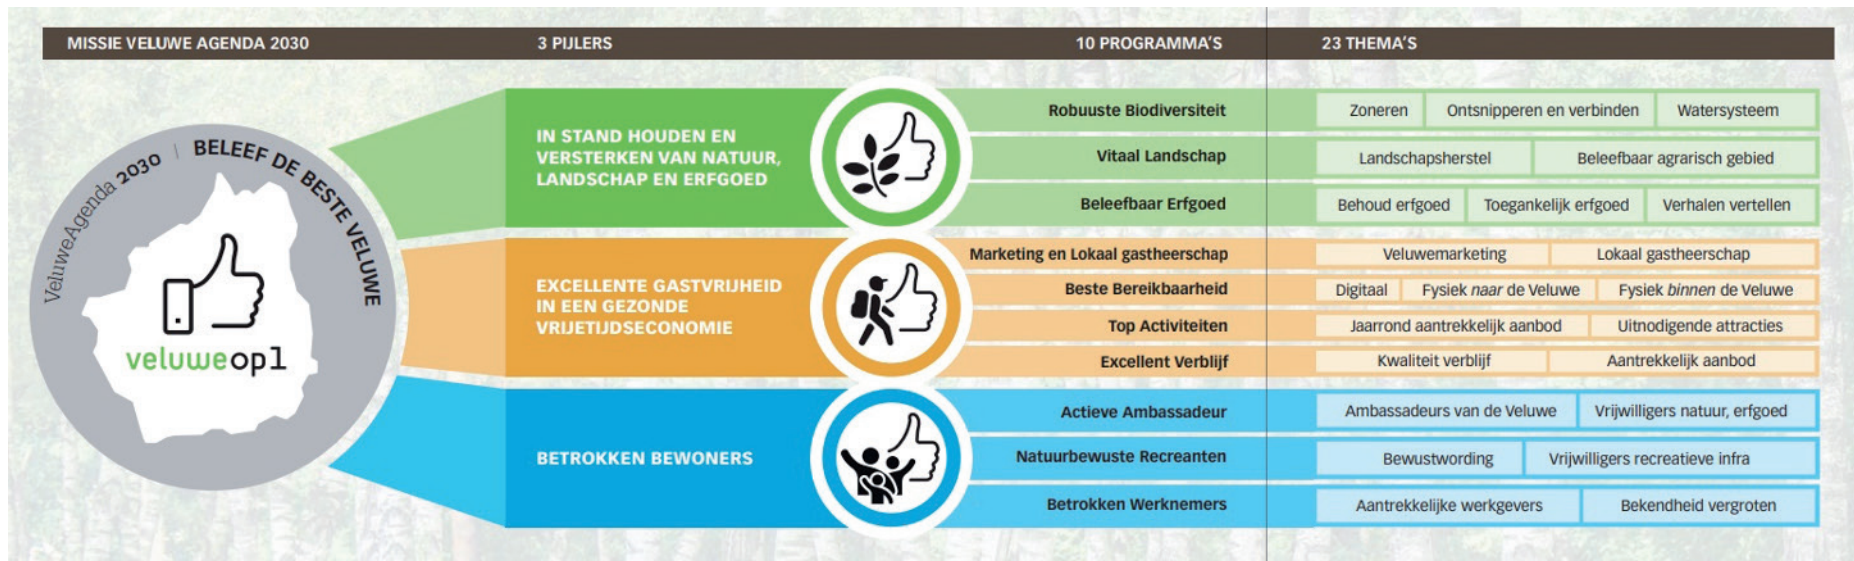 MISSIE VELUWE AGENDA 2030 3 PIJLERS 10 PROGRAMMA'S 23 THEMA'S
VeluweAgenda 2030 | BELEEF DE BESTE VELUWE
veluweop1
IN STAND HOUDEN EN
VERSTERKEN VAN NATUUR,
LANDSCHAP EN ERFGOED
Robuuste Biodiversiteit Zoneren Ontsnipperen en verbinden Watersysteem
Vitaal Landschap Landschapsherstel Beleefbaar agrarisch gebied
Beleefbaar Erfgoed Behoud erfgoed Toegankelijk erfgoed Verhalen vertellen
EXCELLENTE GASTVRIJHEID
IN EEN GEZONDE
VRIJETIJDSECONOMIE
Marketing en Lokaal gastheerschap Veluwemarketing Lokaal gastheerschap
Beste Bereikbaarheid Digitaal Fysiek naar de Veluwe Fysiek binnen de Veluwe
Top Activiteiten Jaarrond aantrekkelijk aanbod Uitnodigende attracties
Excellent Verblijf Kwaliteit verblijf Aantrekkelijk aanbod
BETROKKEN BEWONERS
Actieve Ambassadeur Ambassadeurs van de Veluwe Vrijwilligers natuur, erfgoed
Natuurbewuste Recreanten Bewustwording Vrijwilligers recreatieve infra
Betrokken Werknemers Aantrekkelijke werkgevers Bekendheid vergroten